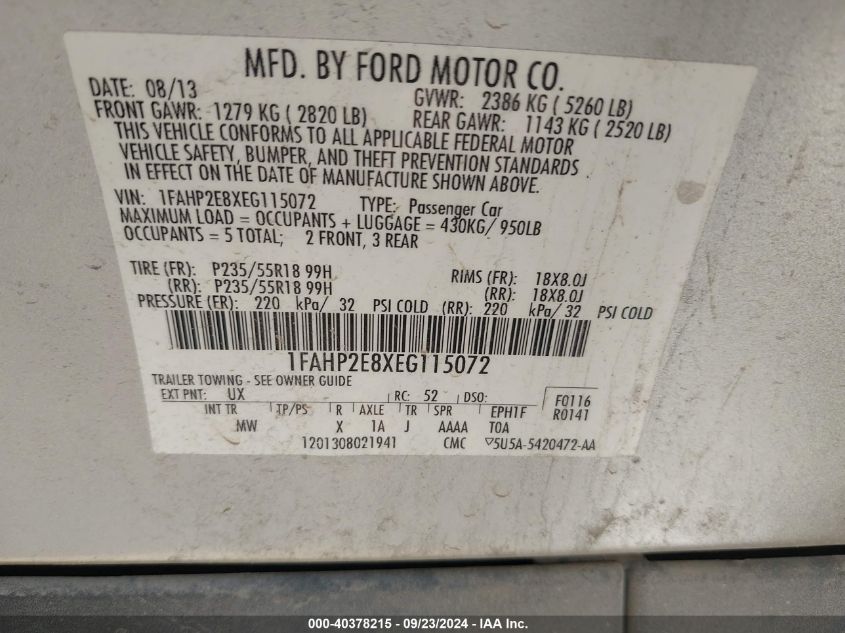 MFD. BY FORD MOTOR CO.
DATE: 08/13 GVWR: 2386 KG ( 5260 LB)
FRONT GAWR: 1279 KG ( 2820 LB) REAR GAWR: 1143 KG ( 2520 LB)
THIS VEHICLE CONFORMS TO ALL APPLICABLE FEDERAL MOTOR
VEHICLE SAFETY, BUMPER, AND THEFT PREVENTION STANDARDS
IN EFFECT ON THE DATE OF MANUFACTURE SHOWN ABOVE.
VIN: 1FAHP2E8XEG115072 TYPE: Passenger Car
MAXIMUM LOAD = OCCUPANTS + LUGGAGE = 430KG/ 950LB
OCCUPANTS = 5 TOTAL; 2 FRONT, 3 REAR
TIRE (FR): P235/55R18 99H RIMS (FR): 18X8.0J
(RR): P235/55R18 99H (RR): 18X8.0J
PRESSURE (FR): 220 kPa/ 32 PSI COLD (RR): 220 kPa/ 32 PSI COLD
1FAHP2E8XEG115072
TRAILER TOWING - SEE OWNER GUIDE
EXT PNT: UX RC: 52 DSO: F0116
INT TR TP/PS R AXLE TR SPR EPH1F R0141
MW X 1A J AAAA T0A
1201308021941 CMC 5U5A-5420472-AA
000-40378215 - 09/23/2024 - IAA Inc.